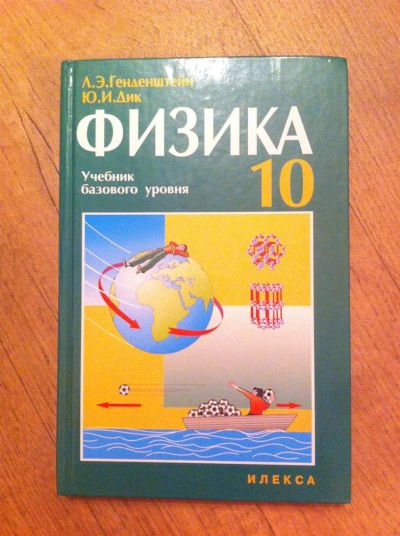 Л.Э.Генденштейн
Ю.И.Дик
ФИЗИКА
Учебник
базового уровня
10
ИЛЕКСА